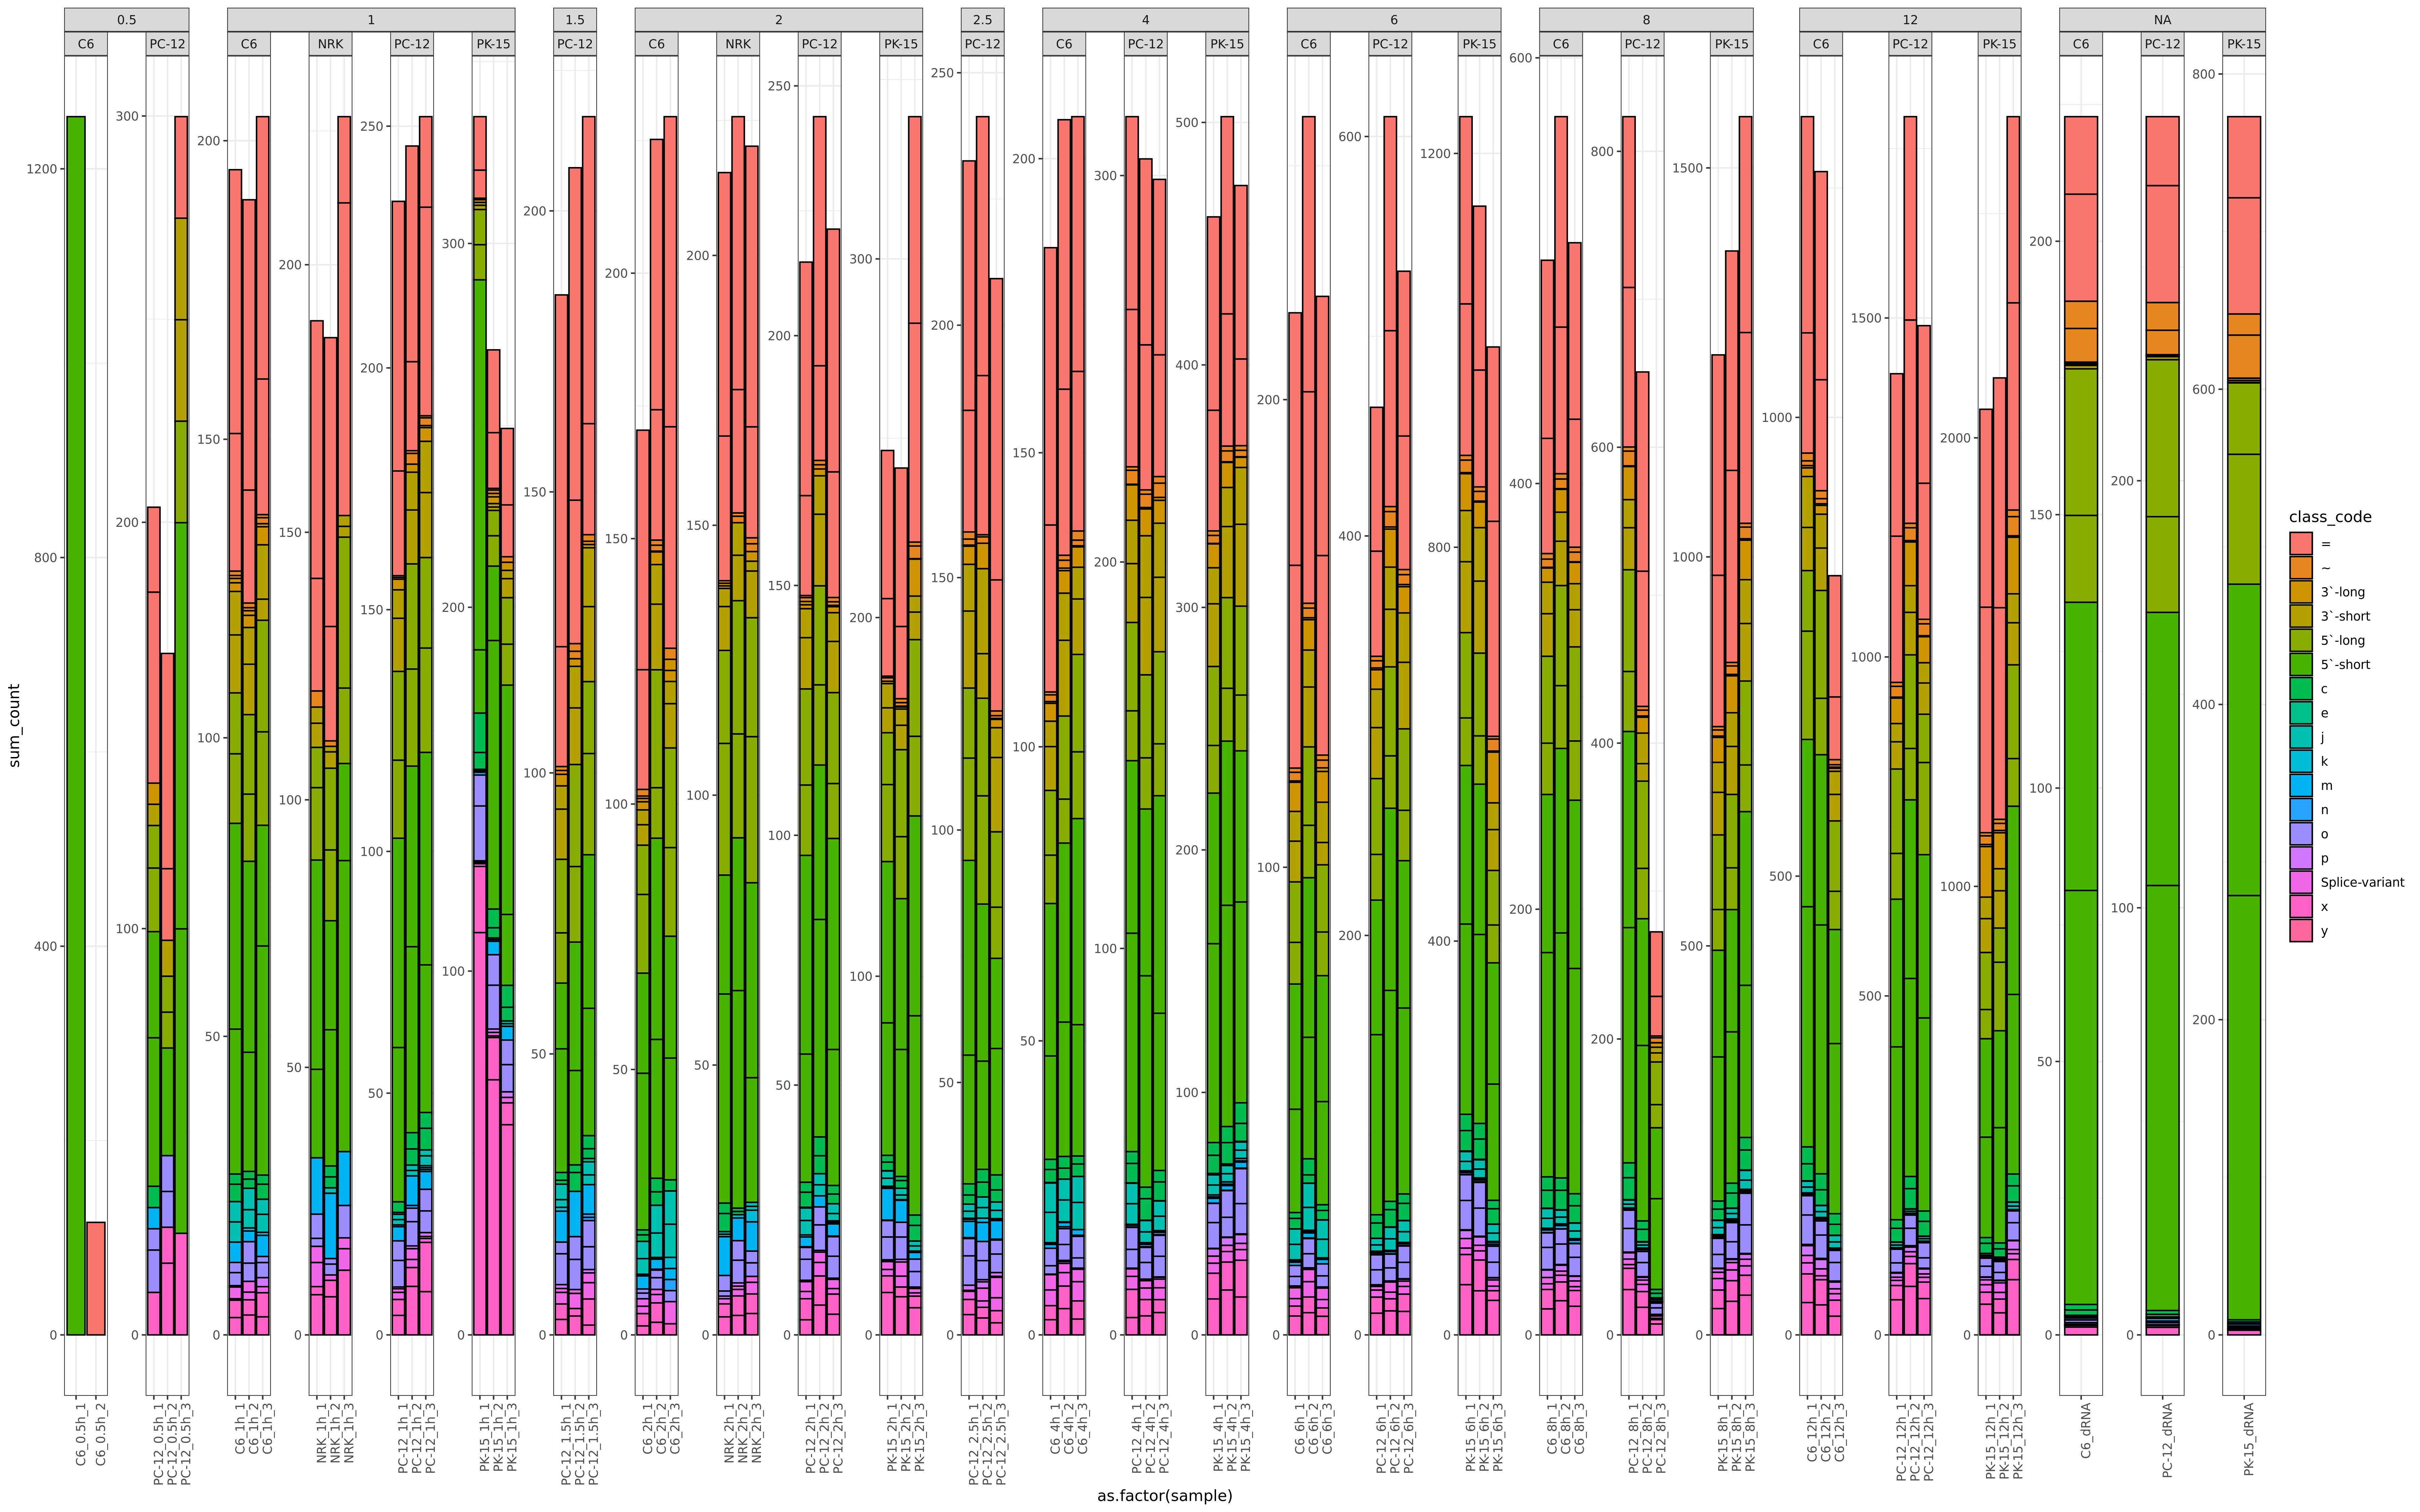 0.5 1 1.5 2 2.5 4 6 8 12 NA
C6 PC-12 C6 NRK PC-12 PK-15 PC-12 C6 NRK PC-12 PK-15 PC-12 C6 PC-12 PK-15 C6 PC-12 PK-15 C6 PC-12 PK-15 C6 PC-12 PK-15 C6 PC-12 PK-15
sum_count
1200
800
400
0
300
200
100
0
200
150
100
50
0
200
150
100
50
0
250
200
150
100
50
0
300
200
100
0
200
150
100
50
0
200
150
100
50
0
200
150
100
50
0
250
200
150
100
50
0
300
200
100
0
250
200
150
100
50
0
200
150
100
50
0
300
200
100
0
500
400
300
200
100
0
200
100
0
600
400
200
0
1200
800
400
0
600
400
200
0
800
600
400
200
0
1500
1000
500
0
1000
500
0
1500
1000
500
0
2000
1000
0
200
150
100
50
0
200
100
0
800
600
400
200
0
C6_0.5h_1
C6_0.5h_2
PC-12_0.5h_1
PC-12_0.5h_2
PC-12_0.5h_3
C6_1h_1
C6_1h_2
C6_1h_3
NRK_1h_1
NRK_1h_2
NRK_1h_3
PC-12_1h_1
PC-12_1h_2
PC-12_1h_3
PK-15_1h_1
PK-15_1h_2
PK-15_1h_3
PC-12_1.5h_1
PC-12_1.5h_2
PC-12_1.5h_3
C6_2h_1
C6_2h_2
C6_2h_3
NRK_2h_1
NRK_2h_2
NRK_2h_3
PC-12_2h_1
PC-12_2h_2
PC-12_2h_3
PK-15_2h_1
PK-15_2h_2
PK-15_2h_3
PC-12_2.5h_1
PC-12_2.5h_2
PC-12_2.5h_3
C6_4h_1
C6_4h_2
C6_4h_3
PC-12_4h_1
PC-12_4h_2
PC-12_4h_3
PK-15_4h_1
PK-15_4h_2
PK-15_4h_3
C6_6h_1
C6_6h_2
C6_6h_3
PC-12_6h_1
PC-12_6h_2
PC-12_6h_3
PK-15_6h_1
PK-15_6h_2
PK-15_6h_3
C6_8h_1
C6_8h_2
C6_8h_3
PC-12_8h_1
PC-12_8h_2
PC-12_8h_3
PK-15_8h_1
PK-15_8h_2
PK-15_8h_3
C6_12h_1
C6_12h_2
C6_12h_3
PC-12_12h_1
PC-12_12h_2
PC-12_12h_3
PK-15_12h_1
PK-15_12h_2
PK-15_12h_3
C6_dRNA
PC-12_dRNA
PK-15_dRNA
as.factor(sample)
class_code
=
~
3`-long
3`-short
5`-long
5`-short
c
e
j
k
m
n
o
p
Splice-variant
x
y